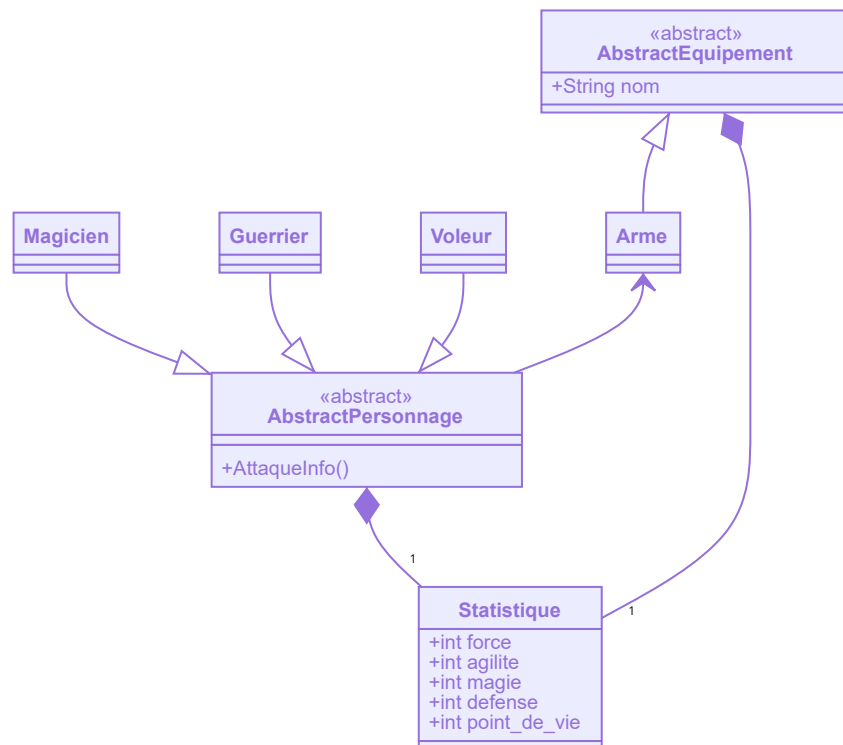 «abstract»
AbstractEquipement
+String nom
Magicien
Guerrier
Voleur
Arme
«abstract»
AbstractPersonnage
+AttaqueInfo()
1
1
Statistique
+int force
+int agilite
+int magie
+int defense
+int point_de_vie